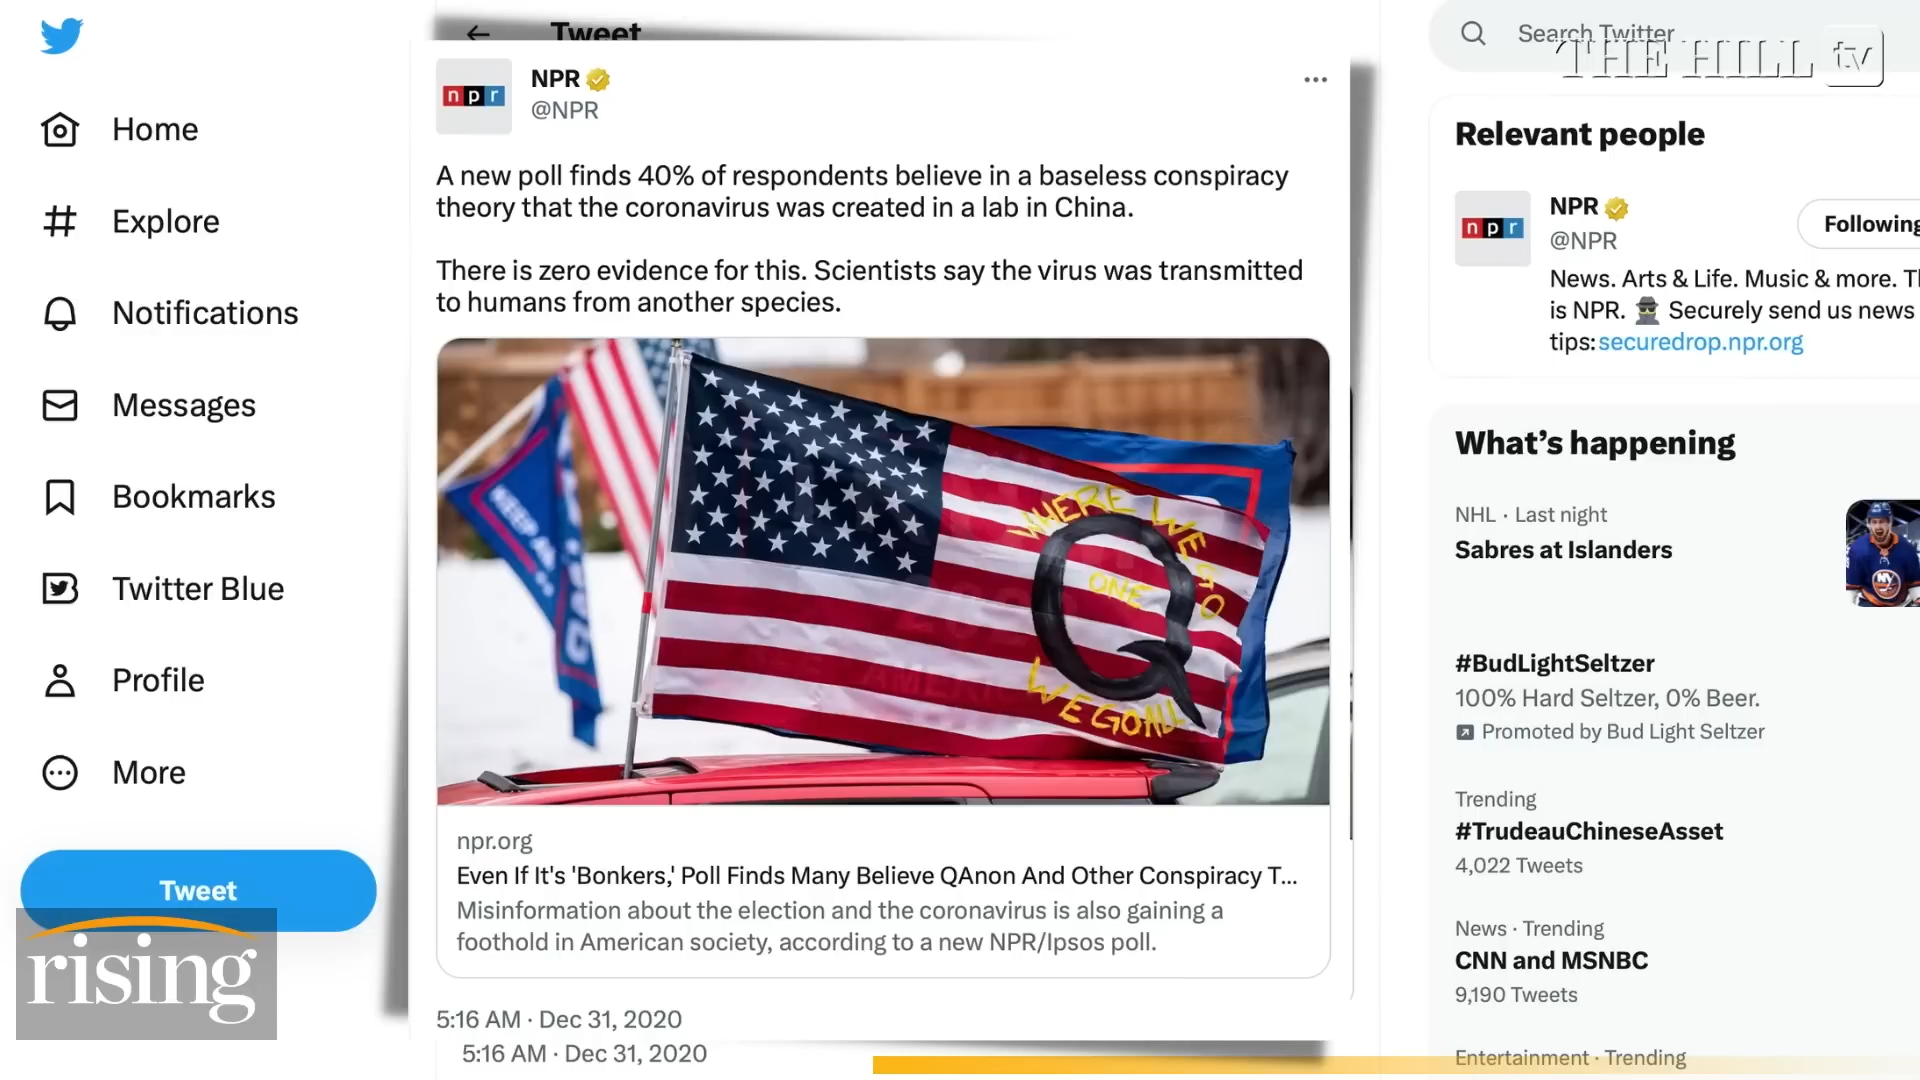 Home
Explore
Notifications
Messages
Bookmarks
Twitter Blue
Profile
More
Tweet
rising
Tweet
npr
NPR
@NPR
A new poll finds 40% of respondents believe in a baseless conspiracy
theory that the coronavirus was created in a lab in China.
There is zero evidence for this. Scientists say the virus was transmitted
to humans from another species.
WHERE WE GO
ONE
WE GO ALL
Q
npr.org
Even If It's 'Bonkers,' Poll Finds Many Believe QAnon And Other Conspiracy T...
Misinformation about the election and the coronavirus is also gaining a
foothold in American society, according to a new NPR/Ipsos poll.
5:16 AM · Dec 31, 2020
5:16 AM · Dec 31, 2020
Search Twitter
THE HILL tv
Relevant people
npr
NPR
@NPR
Following
News. Arts & Life. Music & more.
is NPR. Securely send us news
tips: securedrop.npr.org
What's happening
NHL · Last night
Sabres at Islanders
#BudLightSeltzer
100% Hard Seltzer, 0% Beer.
Promoted by Bud Light Seltzer
Trending
#TrudeauChineseAsset
4,022 Tweets
News · Trending
CNN and MSNBC
9,190 Tweets
Entertainment · Trending